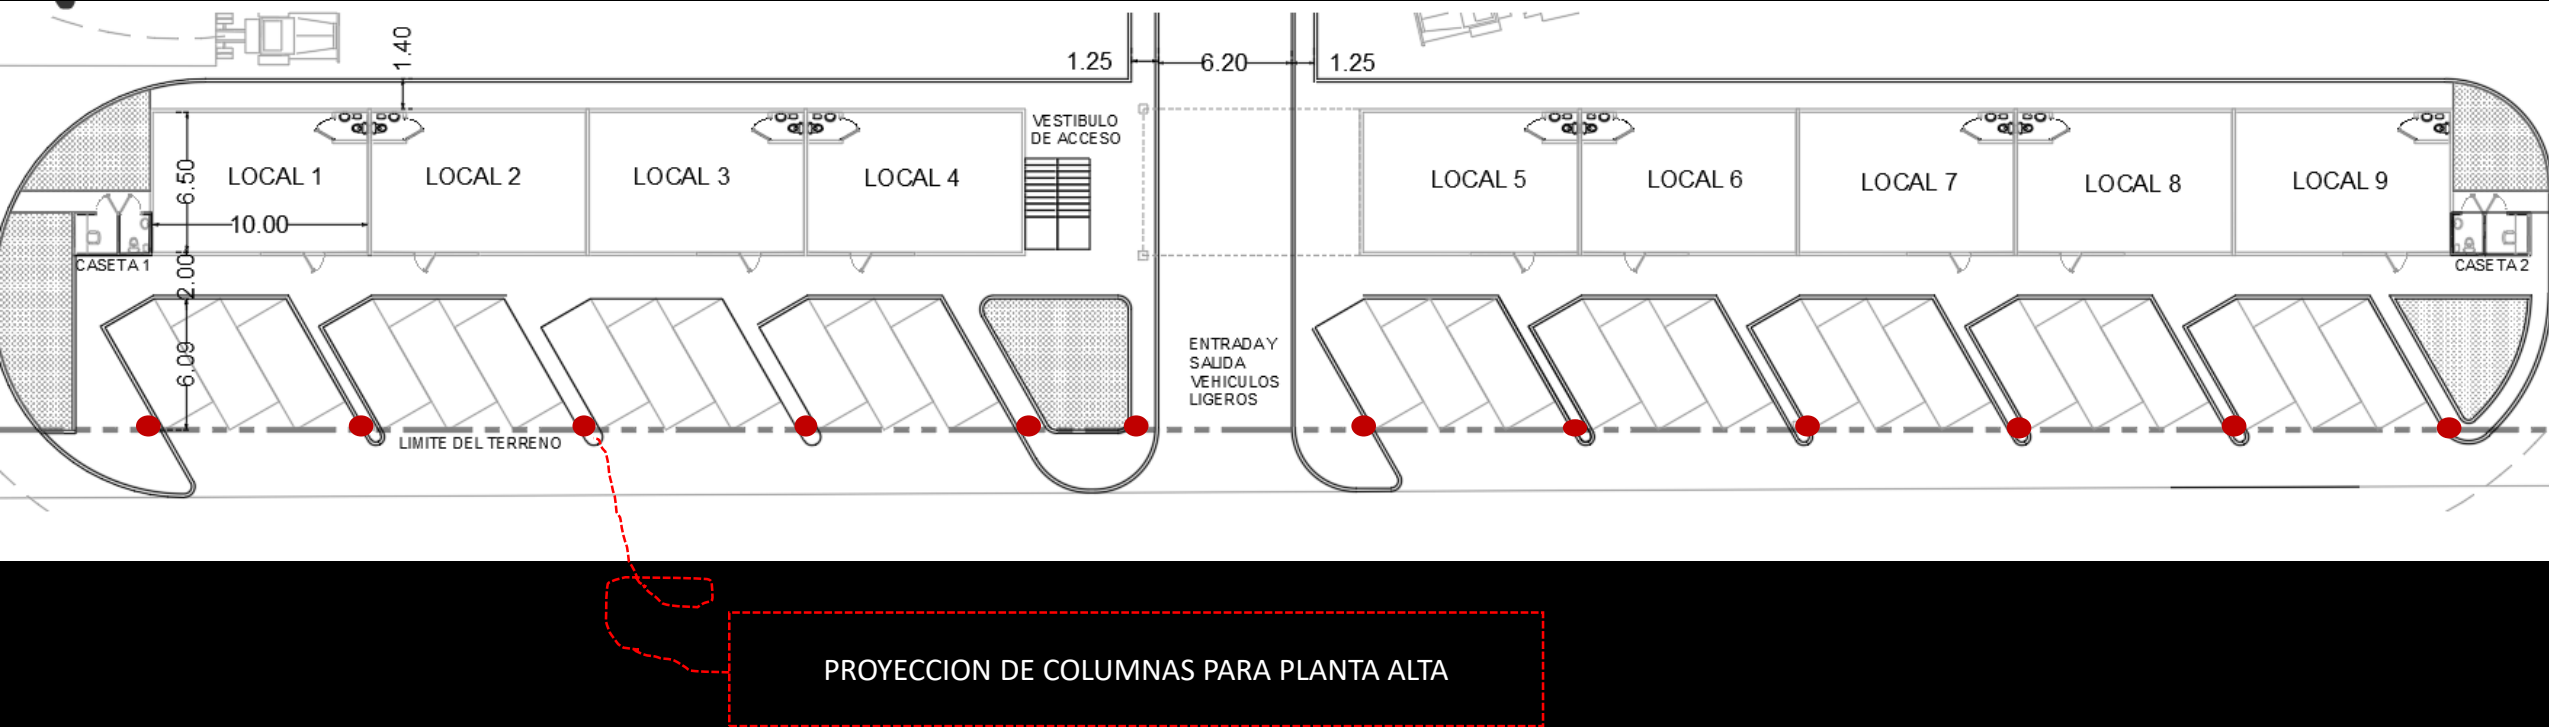 1.40
1.25
6.20
1.25
VESTIBULO
DE ACCESO
6.50
LOCAL 1
LOCAL 2
LOCAL 3
LOCAL 4
LOCAL 5
LOCAL 6
LOCAL 7
LOCAL 8
LOCAL 9
10.00
CASETA 1
2.00
CASETA 2
6.09
ENTRADA Y
SALIDA
VEHICULOS
LIGEROS
LIMITE DEL TERRENO
PROYECCION DE COLUMNAS PARA PLANTA ALTA